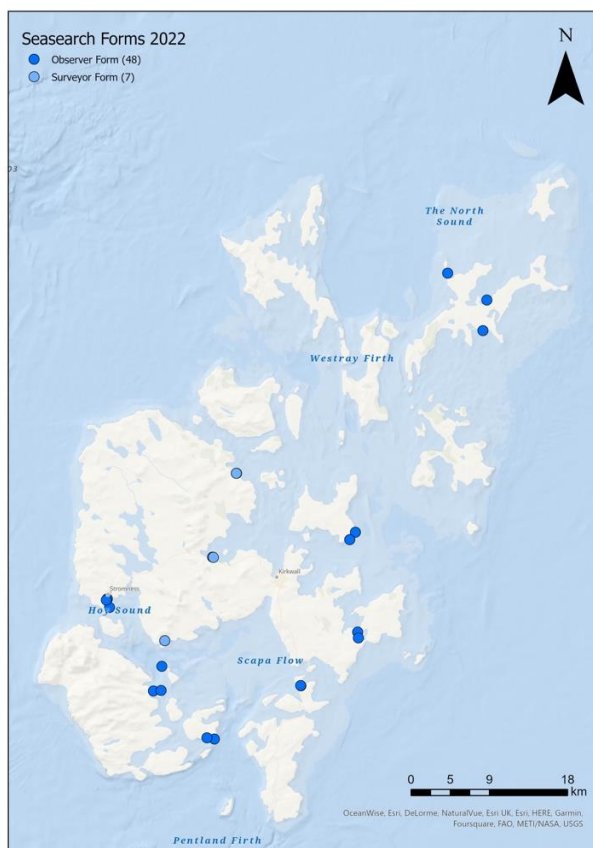 Seasearch Forms 2022
Observer Form (48)
Surveyor Form (7)
N
The North
Sound
Westray Firth
Kirkwall
Stromness
Hoy Sound
Scapa Flow
0 5 9 18
km
OceanWise, Esri, DeLorme, NaturalVue, Esri UK, Esri, HERE, Garmin,
Foursquare, FAO, METI/NASA, USGS
Pentland Firth